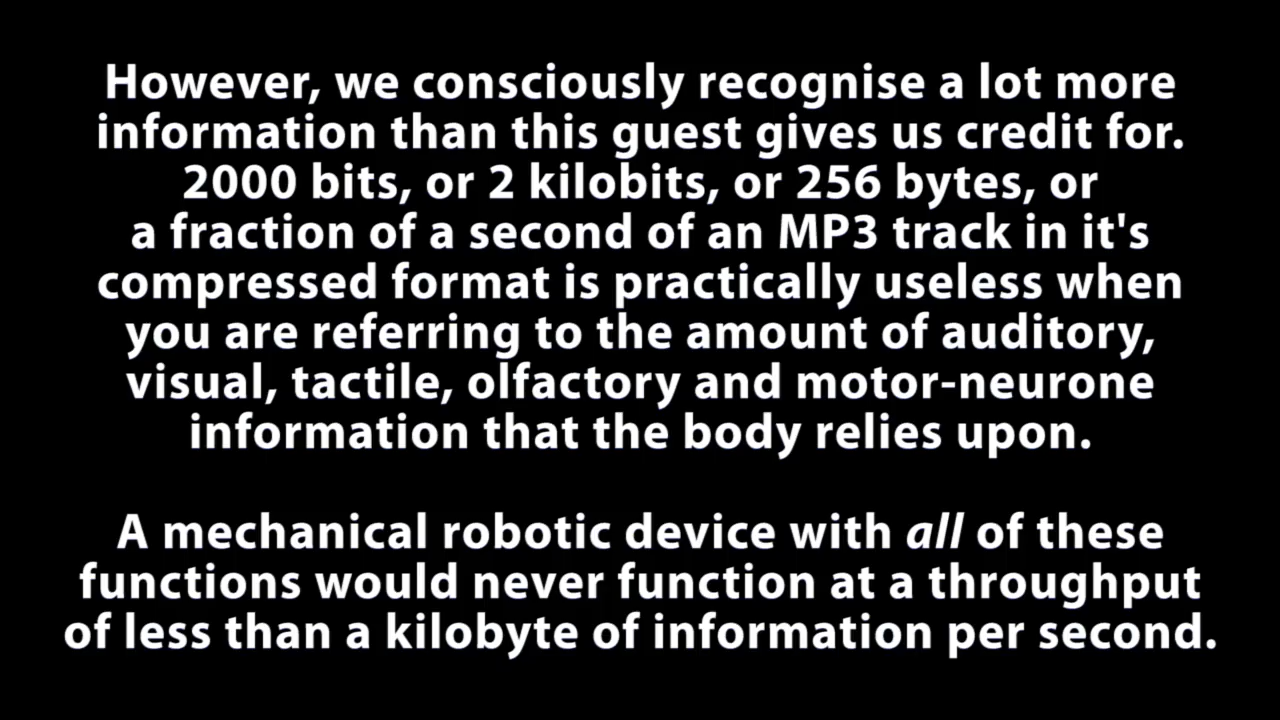 However, we consciously recognise a lot more
information than this guest gives us credit for.
2000 bits, or 2 kilobits, or 256 bytes, or
a fraction of a second of an MP3 track in it's
compressed format is practically useless when
you are referring to the amount of auditory,
visual, tactile, olfactory and motor-neurone
information that the body relies upon.
A mechanical robotic device with all of these
functions would never function at a throughput
of less than a kilobyte of information per second.